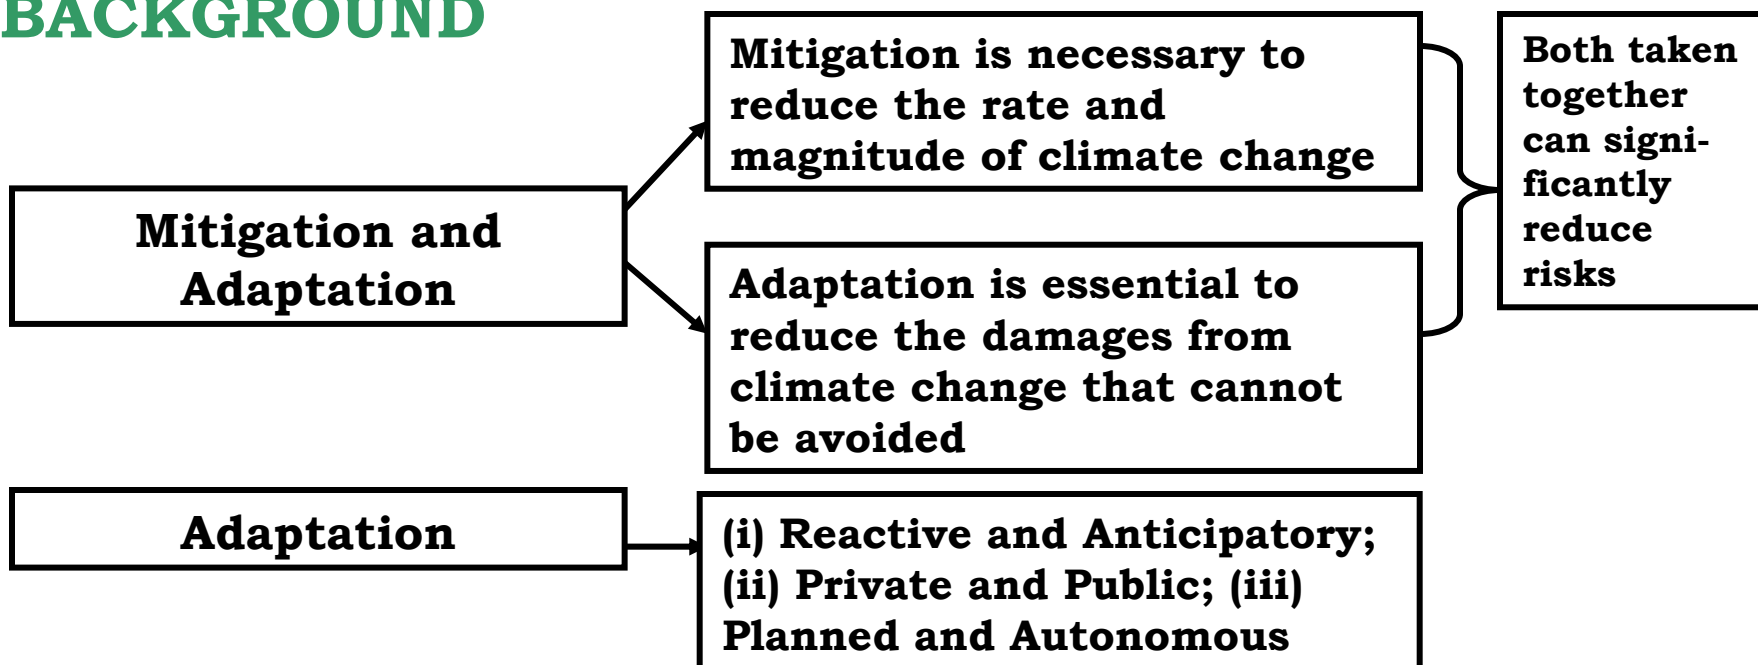 BACKGROUND
Mitigation is necessary to
reduce the rate and
magnitude of climate change
Both taken
together
can signi-
ficantly
reduce
risks
Mitigation and
Adaptation
Adaptation is essential to
reduce the damages from
climate change that cannot
be avoided
Adaptation
(i) Reactive and Anticipatory;
(ii) Private and Public; (iii)
Planned and Autonomous